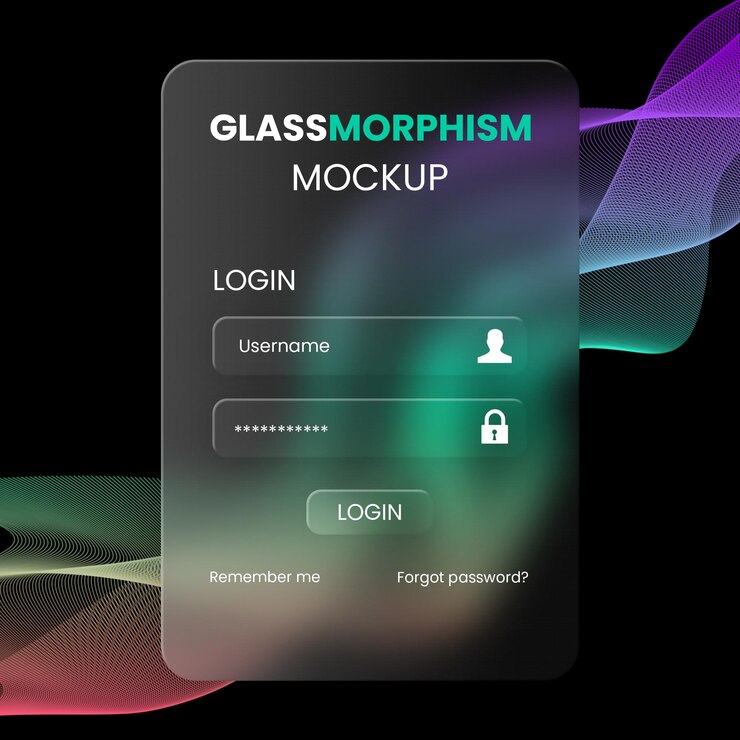 GLASSMORPHISM
MOCKUP
LOGIN
Username
***********
LOGIN
Remember me
Forgot password?